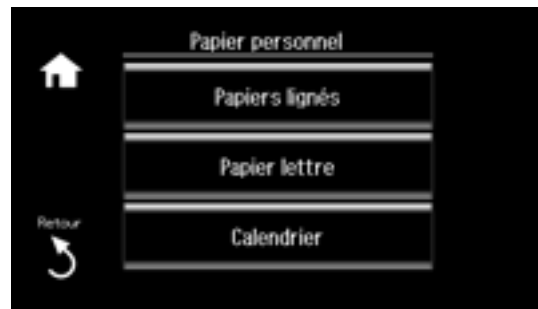 Papier personnel
Papiers lignés
Papier lettre
Retour
Calendrier